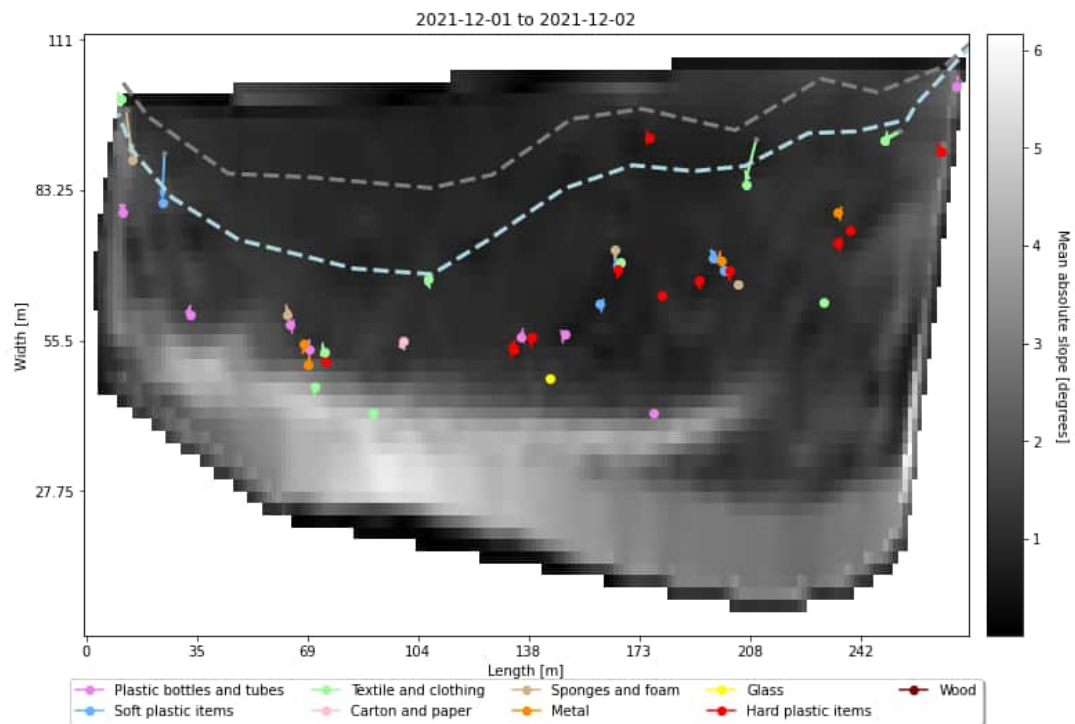 2021-12-01 to 2021-12-02
111
83.25
55.5
27.75
Width [m]
0 35 69 104 138 173 208 242
Length [m]
6
5
4
3
2
1
Mean absolute slope [degrees]
Plastic bottles and tubes Textile and clothing Sponges and foam Glass Wood
Soft plastic items Carton and paper Metal Hard plastic items